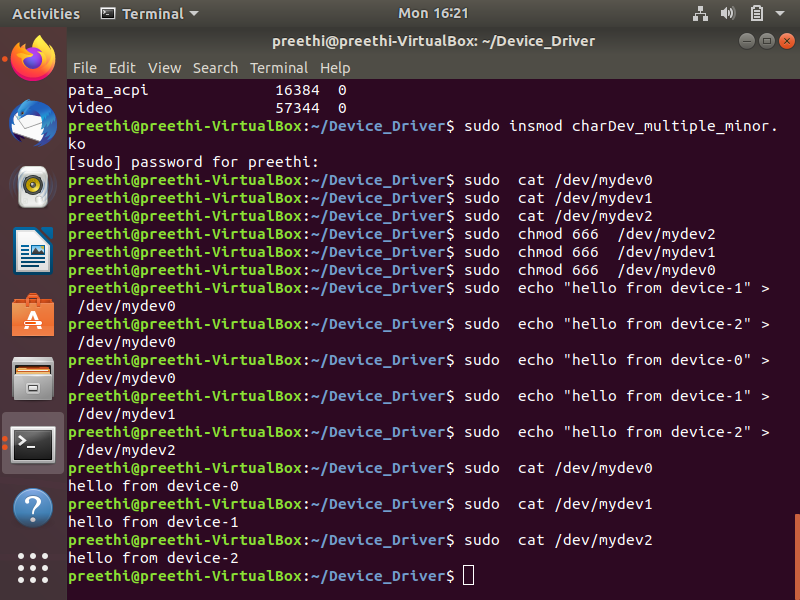 Activities Terminal Mon 16:21
preethi@preethi-VirtualBox: ~/Device_Driver
File Edit View Search Terminal Help
pata_acpi              16384  0
video                  57344  0
preethi@preethi-VirtualBox:~/Device_Driver$ sudo insmod charDev_multiple_minor.
ko
[sudo] password for preethi:
preethi@preethi-VirtualBox:~/Device_Driver$ sudo  cat /dev/mydev0
preethi@preethi-VirtualBox:~/Device_Driver$ sudo  cat /dev/mydev1
preethi@preethi-VirtualBox:~/Device_Driver$ sudo  cat /dev/mydev2
preethi@preethi-VirtualBox:~/Device_Driver$ sudo  chmod 666  /dev/mydev2
preethi@preethi-VirtualBox:~/Device_Driver$ sudo  chmod 666  /dev/mydev1
preethi@preethi-VirtualBox:~/Device_Driver$ sudo  chmod 666  /dev/mydev0
preethi@preethi-VirtualBox:~/Device_Driver$ sudo  echo "hello from device-1" >
 /dev/mydev0
preethi@preethi-VirtualBox:~/Device_Driver$ sudo  echo "hello from device-2" >
 /dev/mydev0
preethi@preethi-VirtualBox:~/Device_Driver$ sudo  echo "hello from device-0" >
 /dev/mydev0
preethi@preethi-VirtualBox:~/Device_Driver$ sudo  echo "hello from device-1" >
 /dev/mydev1
preethi@preethi-VirtualBox:~/Device_Driver$ sudo  echo "hello from device-2" >
 /dev/mydev2
preethi@preethi-VirtualBox:~/Device_Driver$ sudo  cat /dev/mydev0
hello from device-0
preethi@preethi-VirtualBox:~/Device_Driver$ sudo  cat /dev/mydev1
hello from device-1
preethi@preethi-VirtualBox:~/Device_Driver$ sudo  cat /dev/mydev2
hello from device-2
preethi@preethi-VirtualBox:~/Device_Driver$